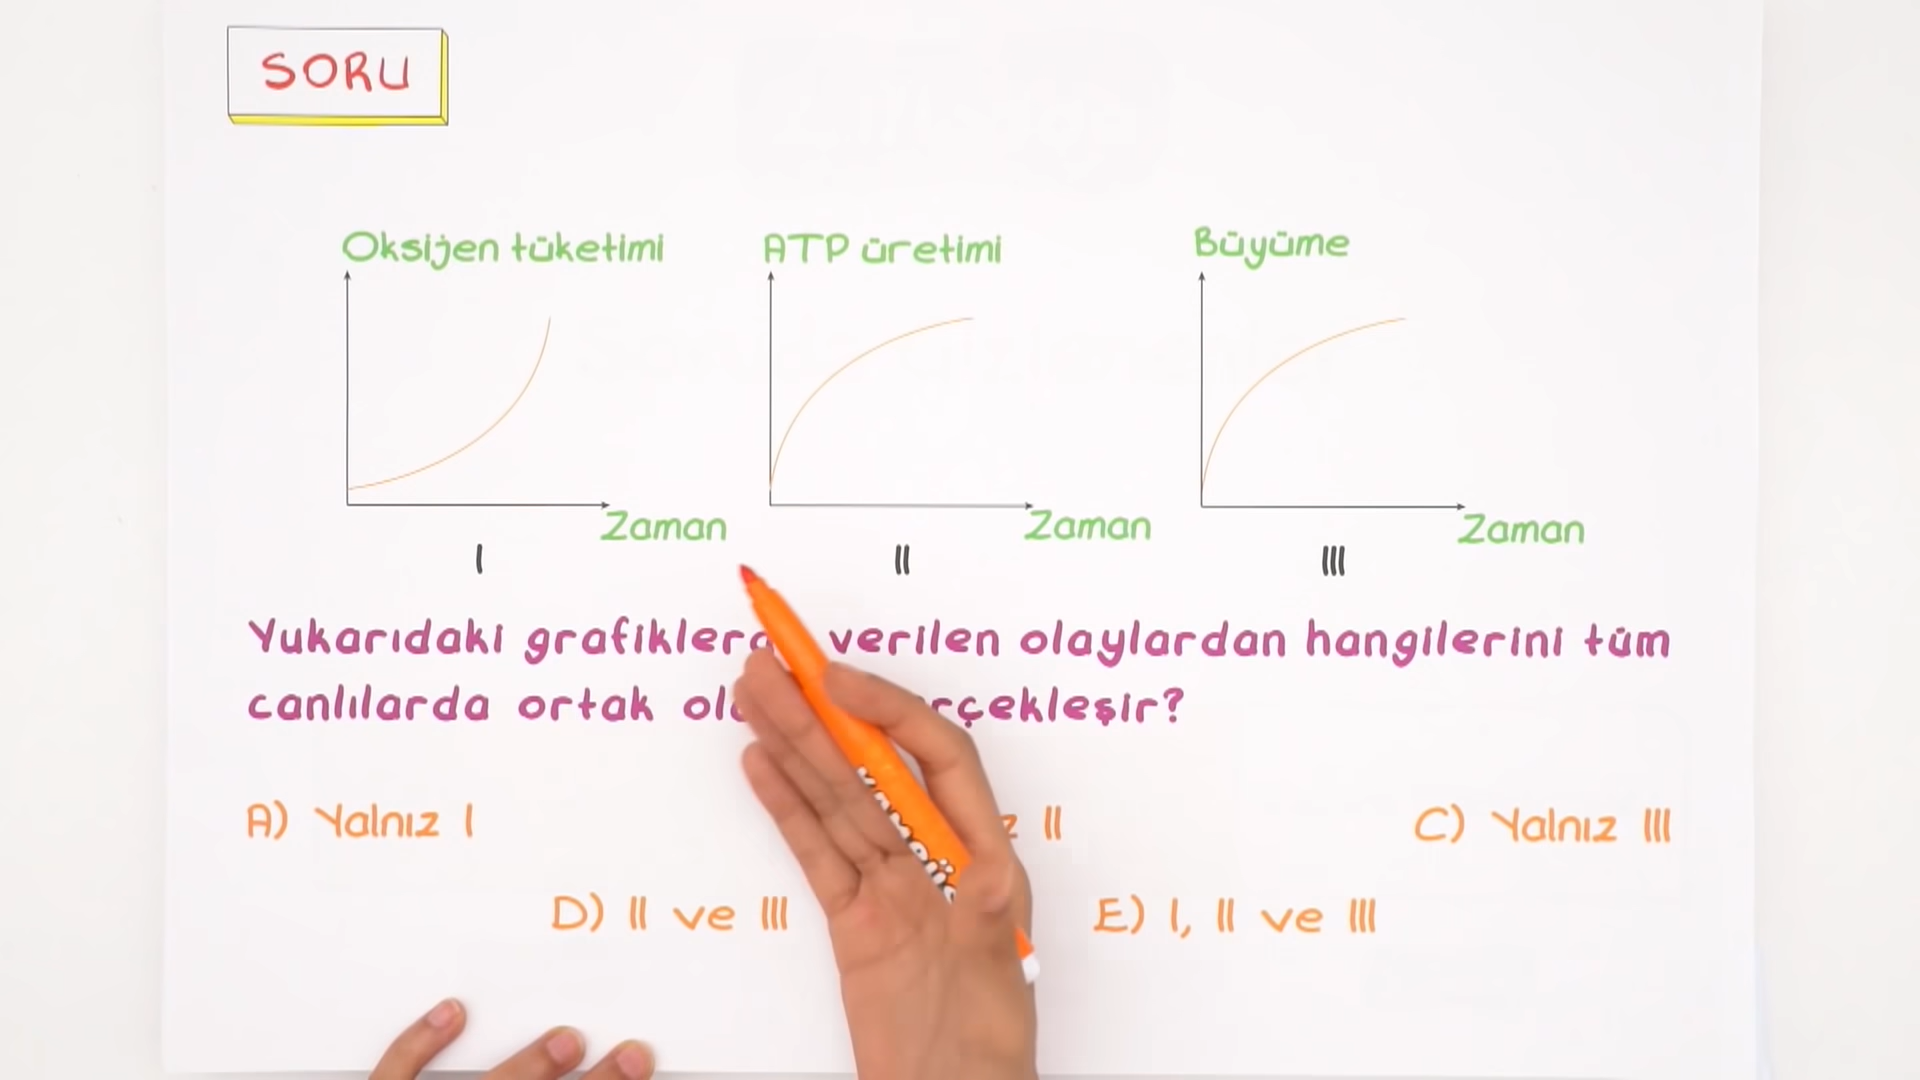 SORU
Oksijen tüketimi
ATP üretimi
Büyüme
Zaman
Zaman
Zaman
I
II
III
Yukarıdaki verilen olaylardan hangilerini tüm
canlılarda ortak
A) Yalnız I
II
C) Yalnız III
D) II ve III
E) I, II ve III